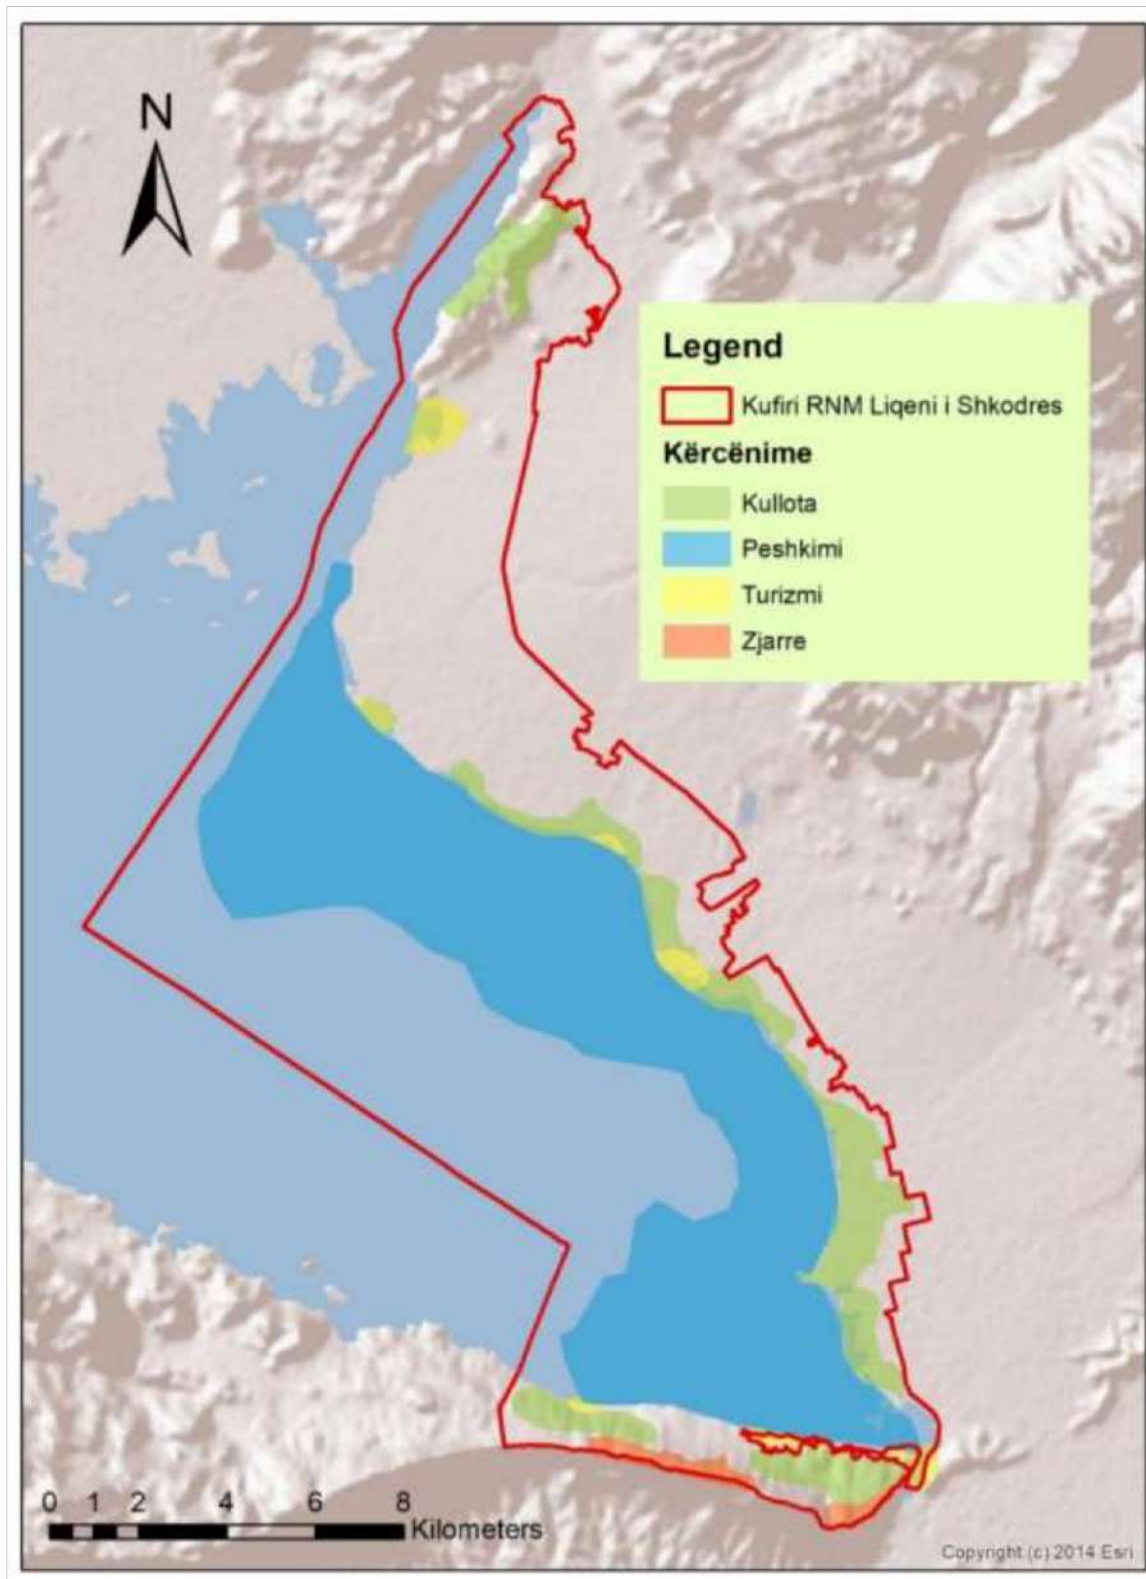 N
Legend
Kufiri RNM Liqeni i Shkodres
Kërcënime
Kullota
Peshkimi
Turizmi
Zjarre
0 1 2 4 6 8
Kilometers
Copyright (c) 2014 Esri